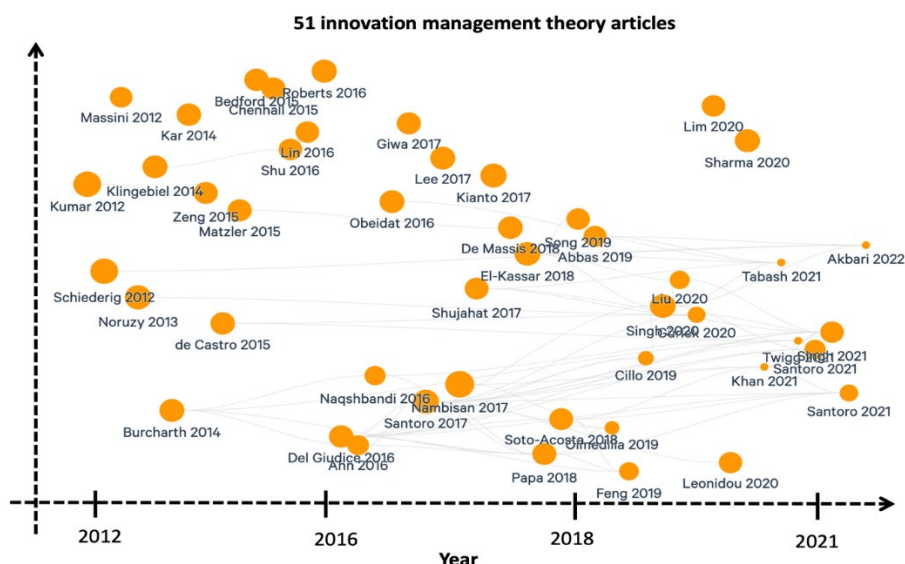 51 innovation management theory articles
Roberts 2016
Bedford 2015
Massini 2012
Chenhall 2015
Lim 2020
Kar 2014
Giwa 2017
Lin 2016
Sharma 2020
Shu 2016
Lee 2017
Klingebiel 2014
Kianto 2017
Kumar 2012
Zeng 2015
Obeidat 2016
Matzler 2015
Song 2019
De Massis 2018
Abbas 2019
Akbari 2022
El-Kassar 2018
Tabash 2021
Schiederig 2012
Liu 2020
Shujahat 2017
Noruzy 2013
Singh 2020
de Castro 2015
Singh 2021
Twigg 2021
Cillo 2019
Santoro 2021
Khan 2021
Naqshbandi 2016
Nambisan 2017
Santoro 2021
Santoro 2017
Burcharth 2014
Soto-Acosta 2018
Olmedilla 2019
Del Giudice 2016
Ahn 2016
Papa 2018
Leonidou 2020
Feng 2019
2012
2016
2018
2021
Year